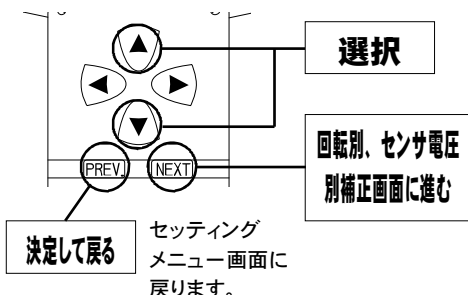 選択
PREV.
NEXT
回転別、センサ電圧
別補正画面に進む
決定して戻る
セッティング
メニュー画面に
戻ります。